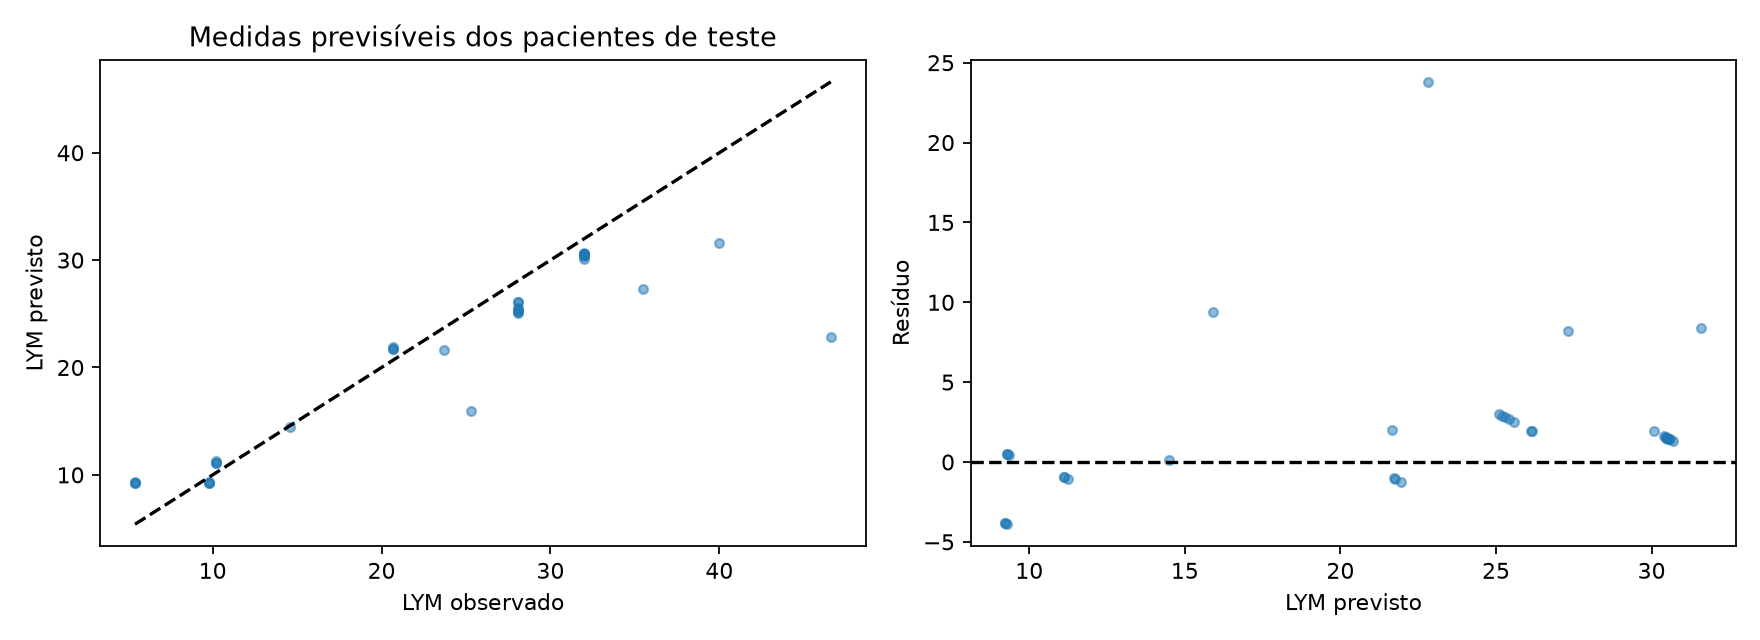 Medidas previsíveis dos pacientes de teste
LYM previsto
40
30
20
10
10 20 30 40
LYM observado
Resíduo
25
20
15
10
5
0
−5
10 15 20 25 30
LYM previsto